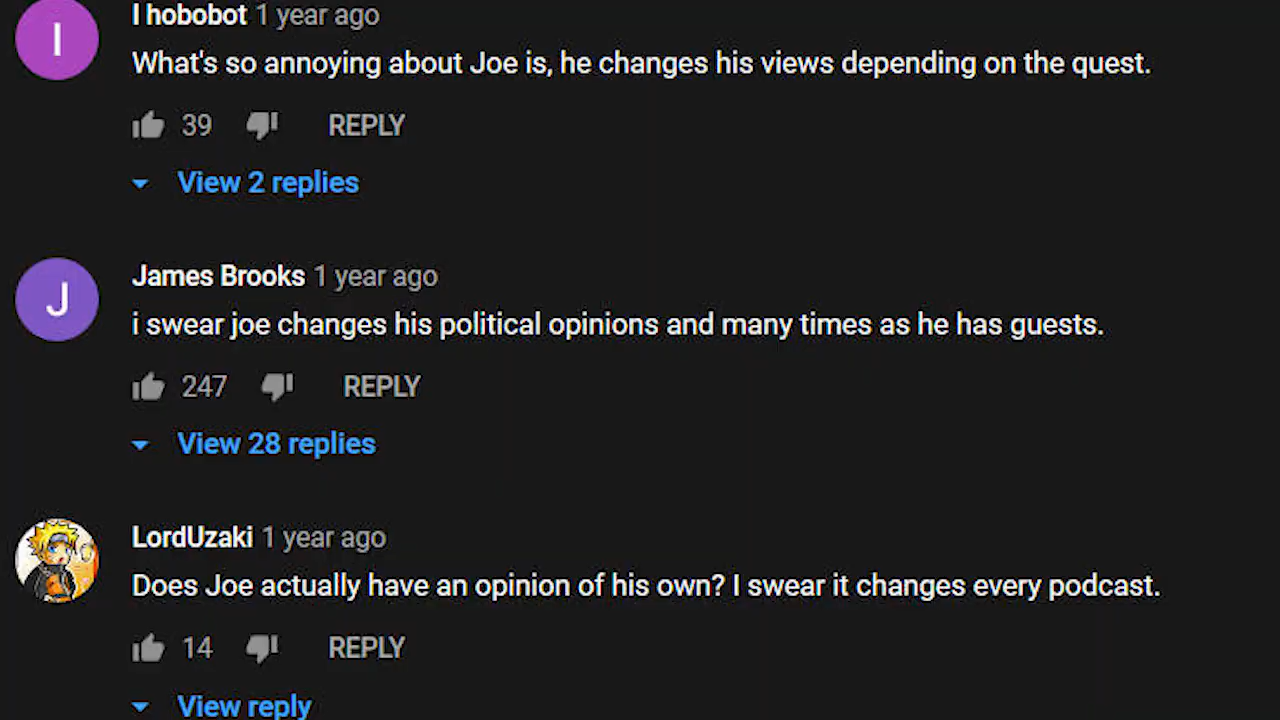 I
I hobobot 1 year ago
What's so annoying about Joe is, he changes his views depending on the quest.
39 REPLY
View 2 replies
J
James Brooks 1 year ago
i swear joe changes his political opinions and many times as he has guests.
247 REPLY
View 28 replies
LordUzaki 1 year ago
Does Joe actually have an opinion of his own? I swear it changes every podcast.
14 REPLY
View reply